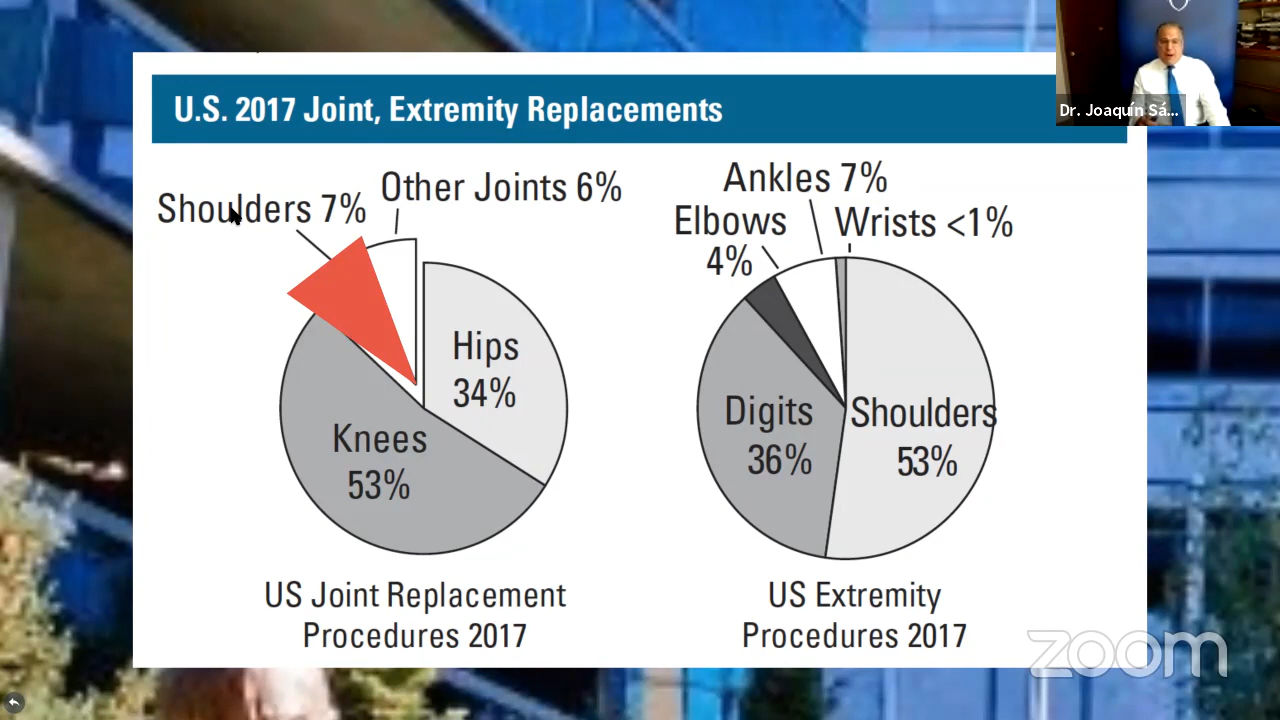 U.S. 2017 Joint, Extremity Replacements
Dr. Joaquín Sá...
Shoulders 7%
Other Joints 6%
Hips
34%
Knees
53%
US Joint Replacement
Procedures 2017
Ankles 7%
Elbows
4%
Wrists <1%
Digits
36%
Shoulders
53%
US Extremity
Procedures 2017
zoom